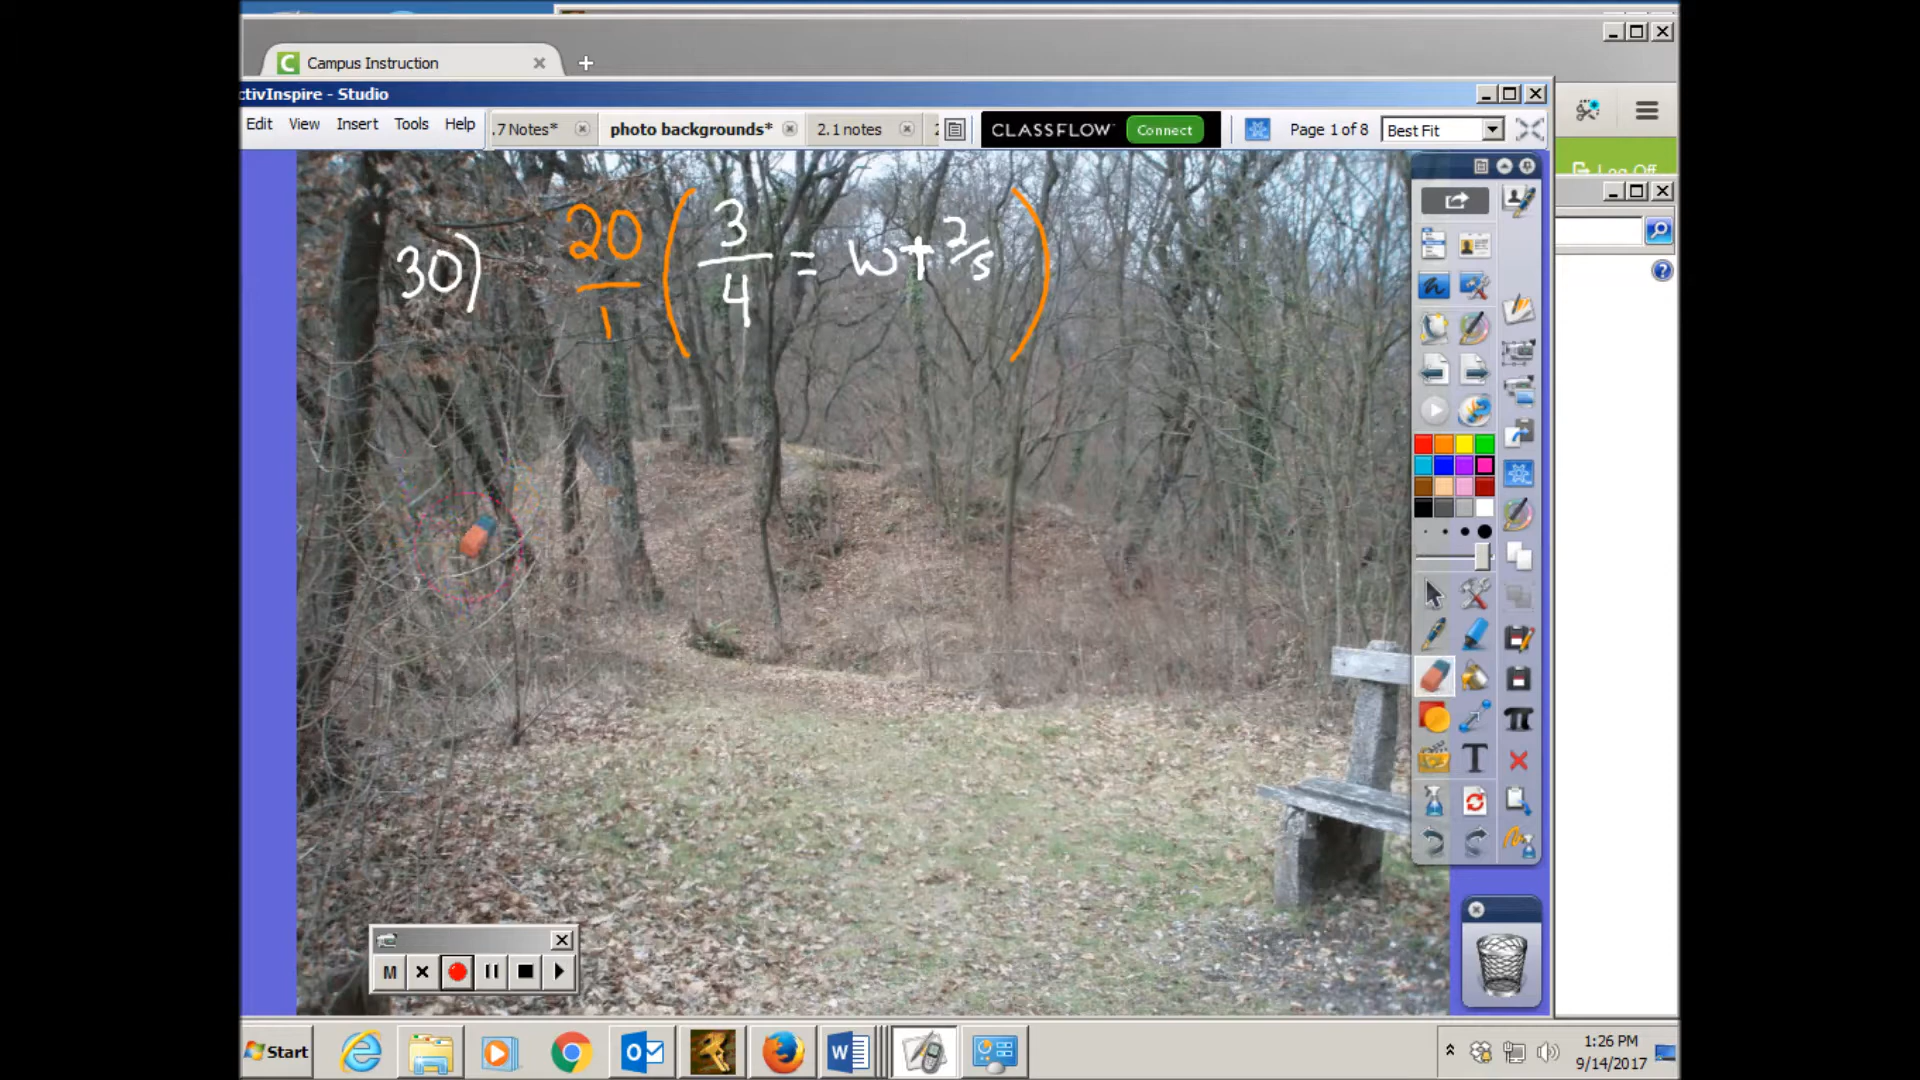 Campus Instruction
ctivInspire - Studio
Edit View Insert Tools Help .7 Notes* photo backgrounds* 2.1 notes CLASSFLOW Connect Page 1 of 8 Best Fit
Log Off
30) 20/1 ( 3/4 = w + 2/5 )
M
Start
1:26 PM
9/14/2017